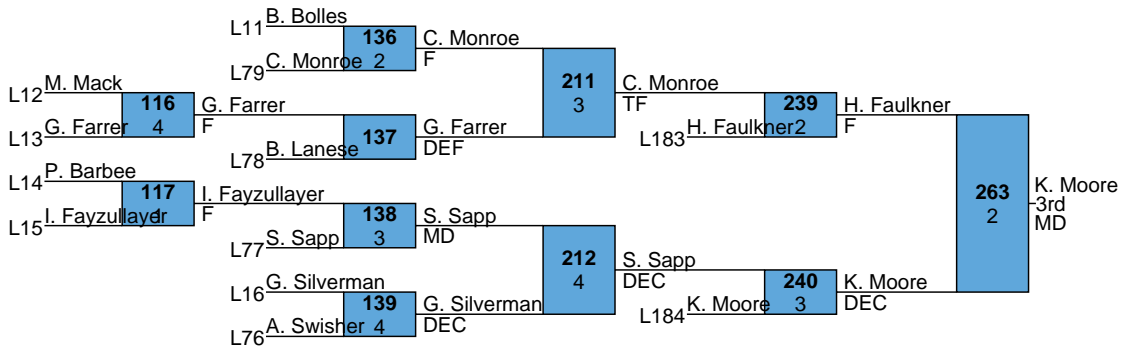 B. Bolles
L11
136
2
C. Monroe
F
C. Monroe
L79
M. Mack
L12
116
4
G. Farrer
F
G. Farrer
L13
137
G. Farrer
DEF
B. Lanese
L78
211
3
C. Monroe
TF
239
2
H. Faulkner
L183
H. Faulkner
F
P. Barbee
L14
117
1
I. Fayzullayer
F
I. Fayzullayer
L15
138
3
S. Sapp
MD
S. Sapp
L77
G. Silverman
L16
139
4
G. Silverman
DEC
A. Swisher
L76
212
4
S. Sapp
DEC
240
3
K. Moore
L184
K. Moore
DEC
263
2
K. Moore
3rd
MD